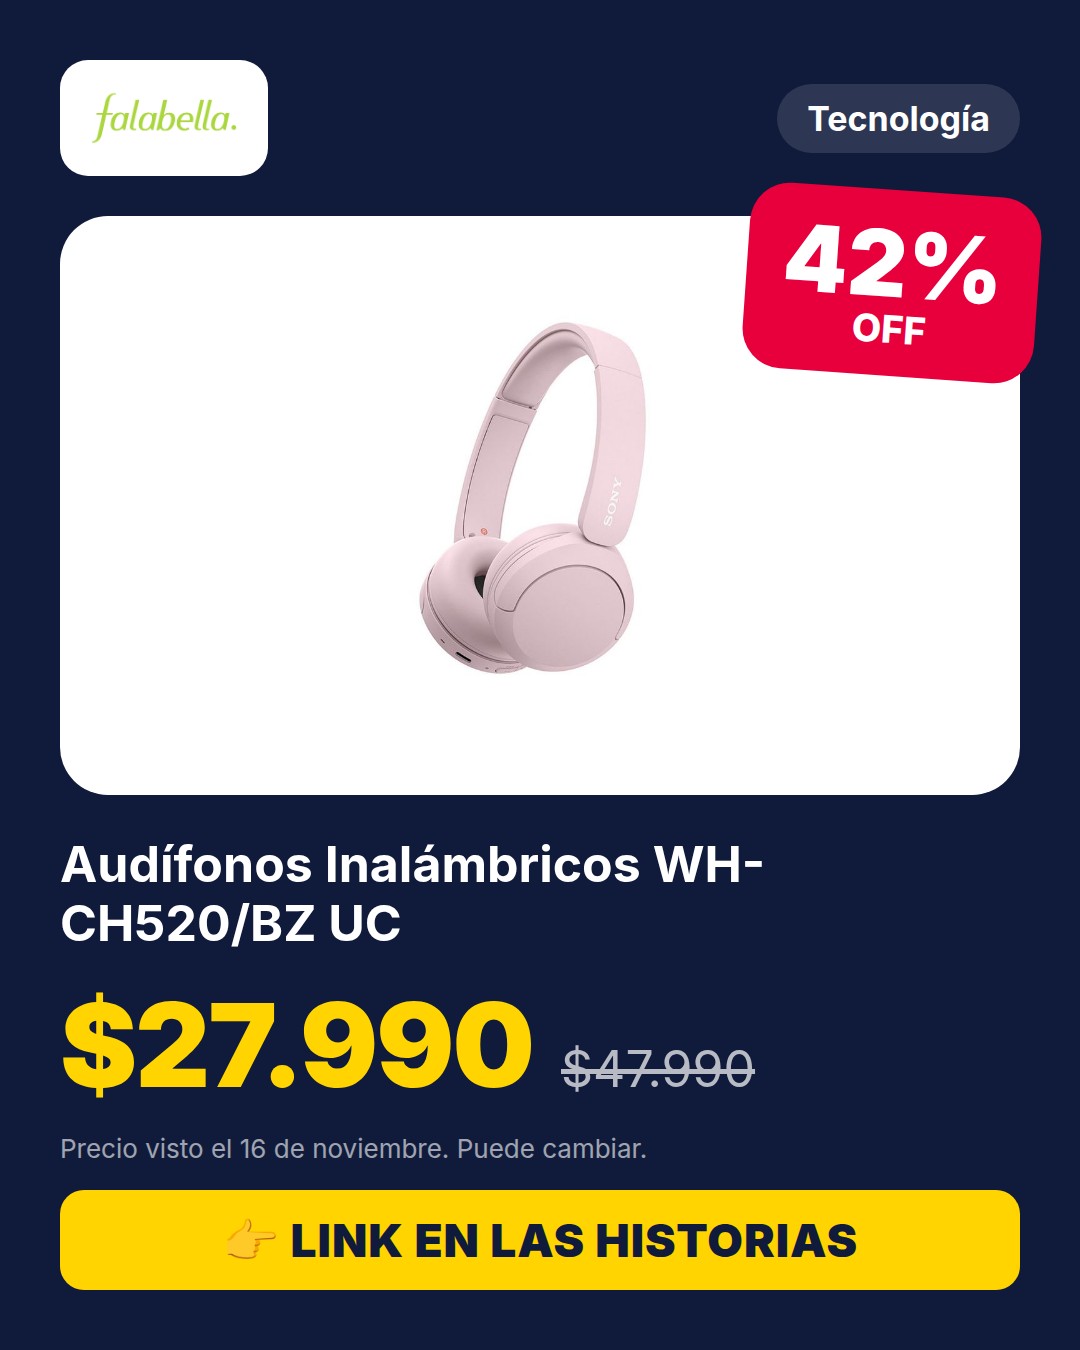 falabella.
Tecnología
42%
OFF
SONY
Audífonos Inalámbricos WH-
CH520/BZ UC
$27.990 $47.990
Precio visto el 16 de noviembre. Puede cambiar.
👉 LINK EN LAS HISTORIAS